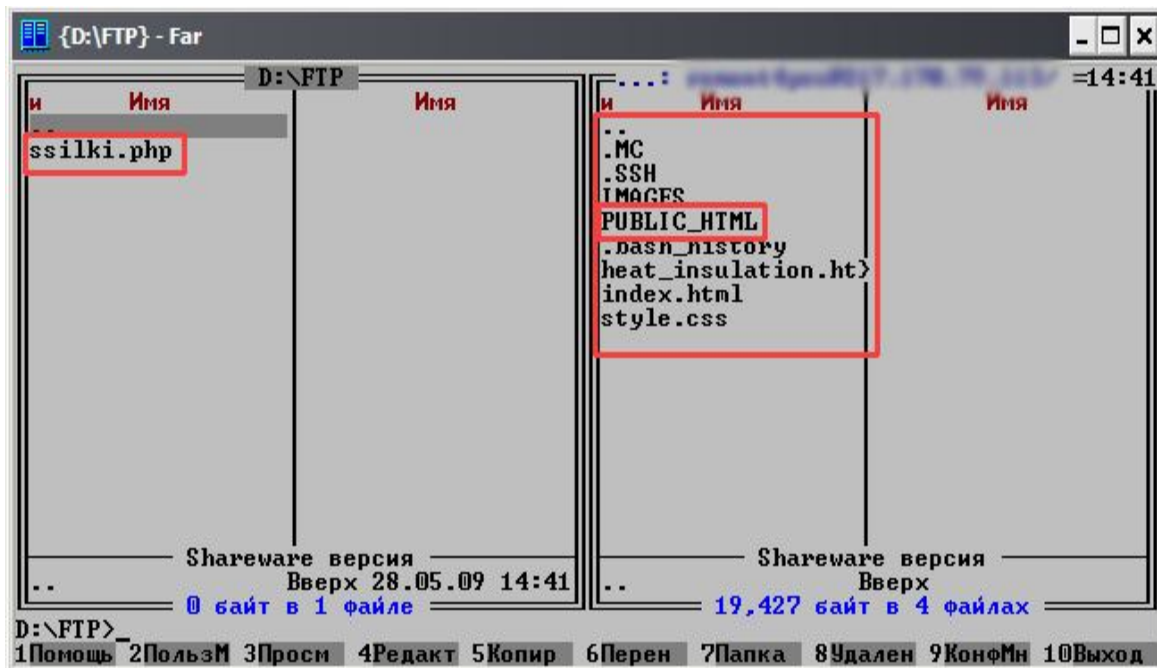 {D:\FTP} - Far
D:\FTP
и Имя Имя
..
ssilki.php
Shareware версия
.. Вверх 28.05.09 14:41
0 байт в 1 файле
...: 14:41
и Имя Имя
..
.MC
.SSH
IMAGES
PUBLIC_HTML
.bash_history
heat_insulation.ht}
index.html
style.css
Shareware версия
.. Вверх
19,427 байт в 4 файлах
D:\FTP>_
1Помощь 2ПользМ 3Просм 4Редакт 5Копир 6Перен 7Папка 8Удален 9КонфМн 10Выход